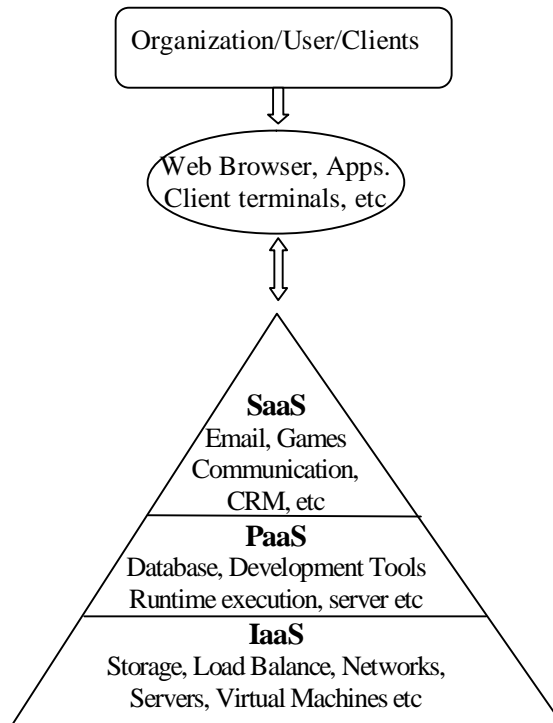 Organization/User/Clients
Web Browser, Apps.
Client terminals, etc
SaaS
Email, Games
Communication,
CRM, etc
PaaS
Database, Development Tools
Runtime execution, server etc
IaaS
Storage, Load Balance, Networks,
Servers, Virtual Machines etc